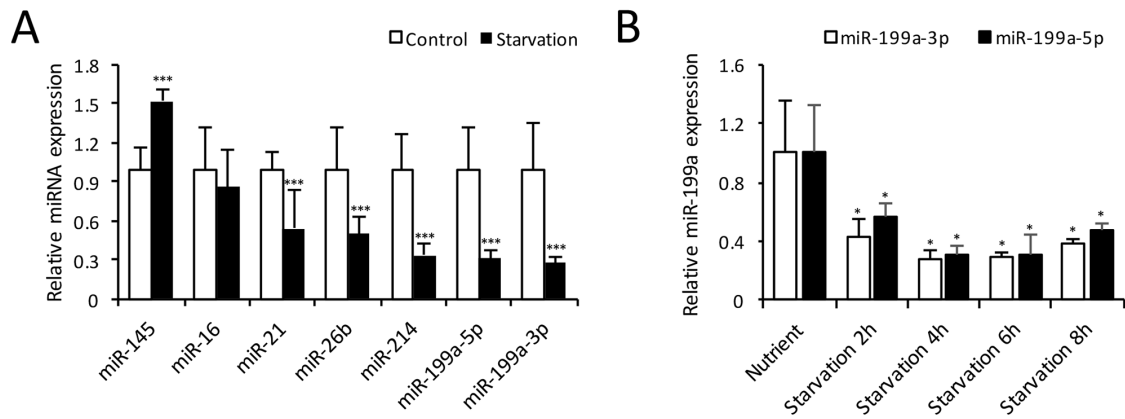 A
Control Starvation
Relative miRNA expression
1.8
1.5
1.2
0.9
0.6
0.3
0
***
***
***
***
***
***
miR-145
miR-16
miR-21
miR-26b
miR-214
miR-199a-5p
miR-199a-3p
B
miR-199a-3p miR-199a-5p
Relative miR-199a expression
1.6
1.2
0.8
0.4
0
* *
* *
* *
* *
Nutrient
Starvation 2h
Starvation 4h
Starvation 6h
Starvation 8h